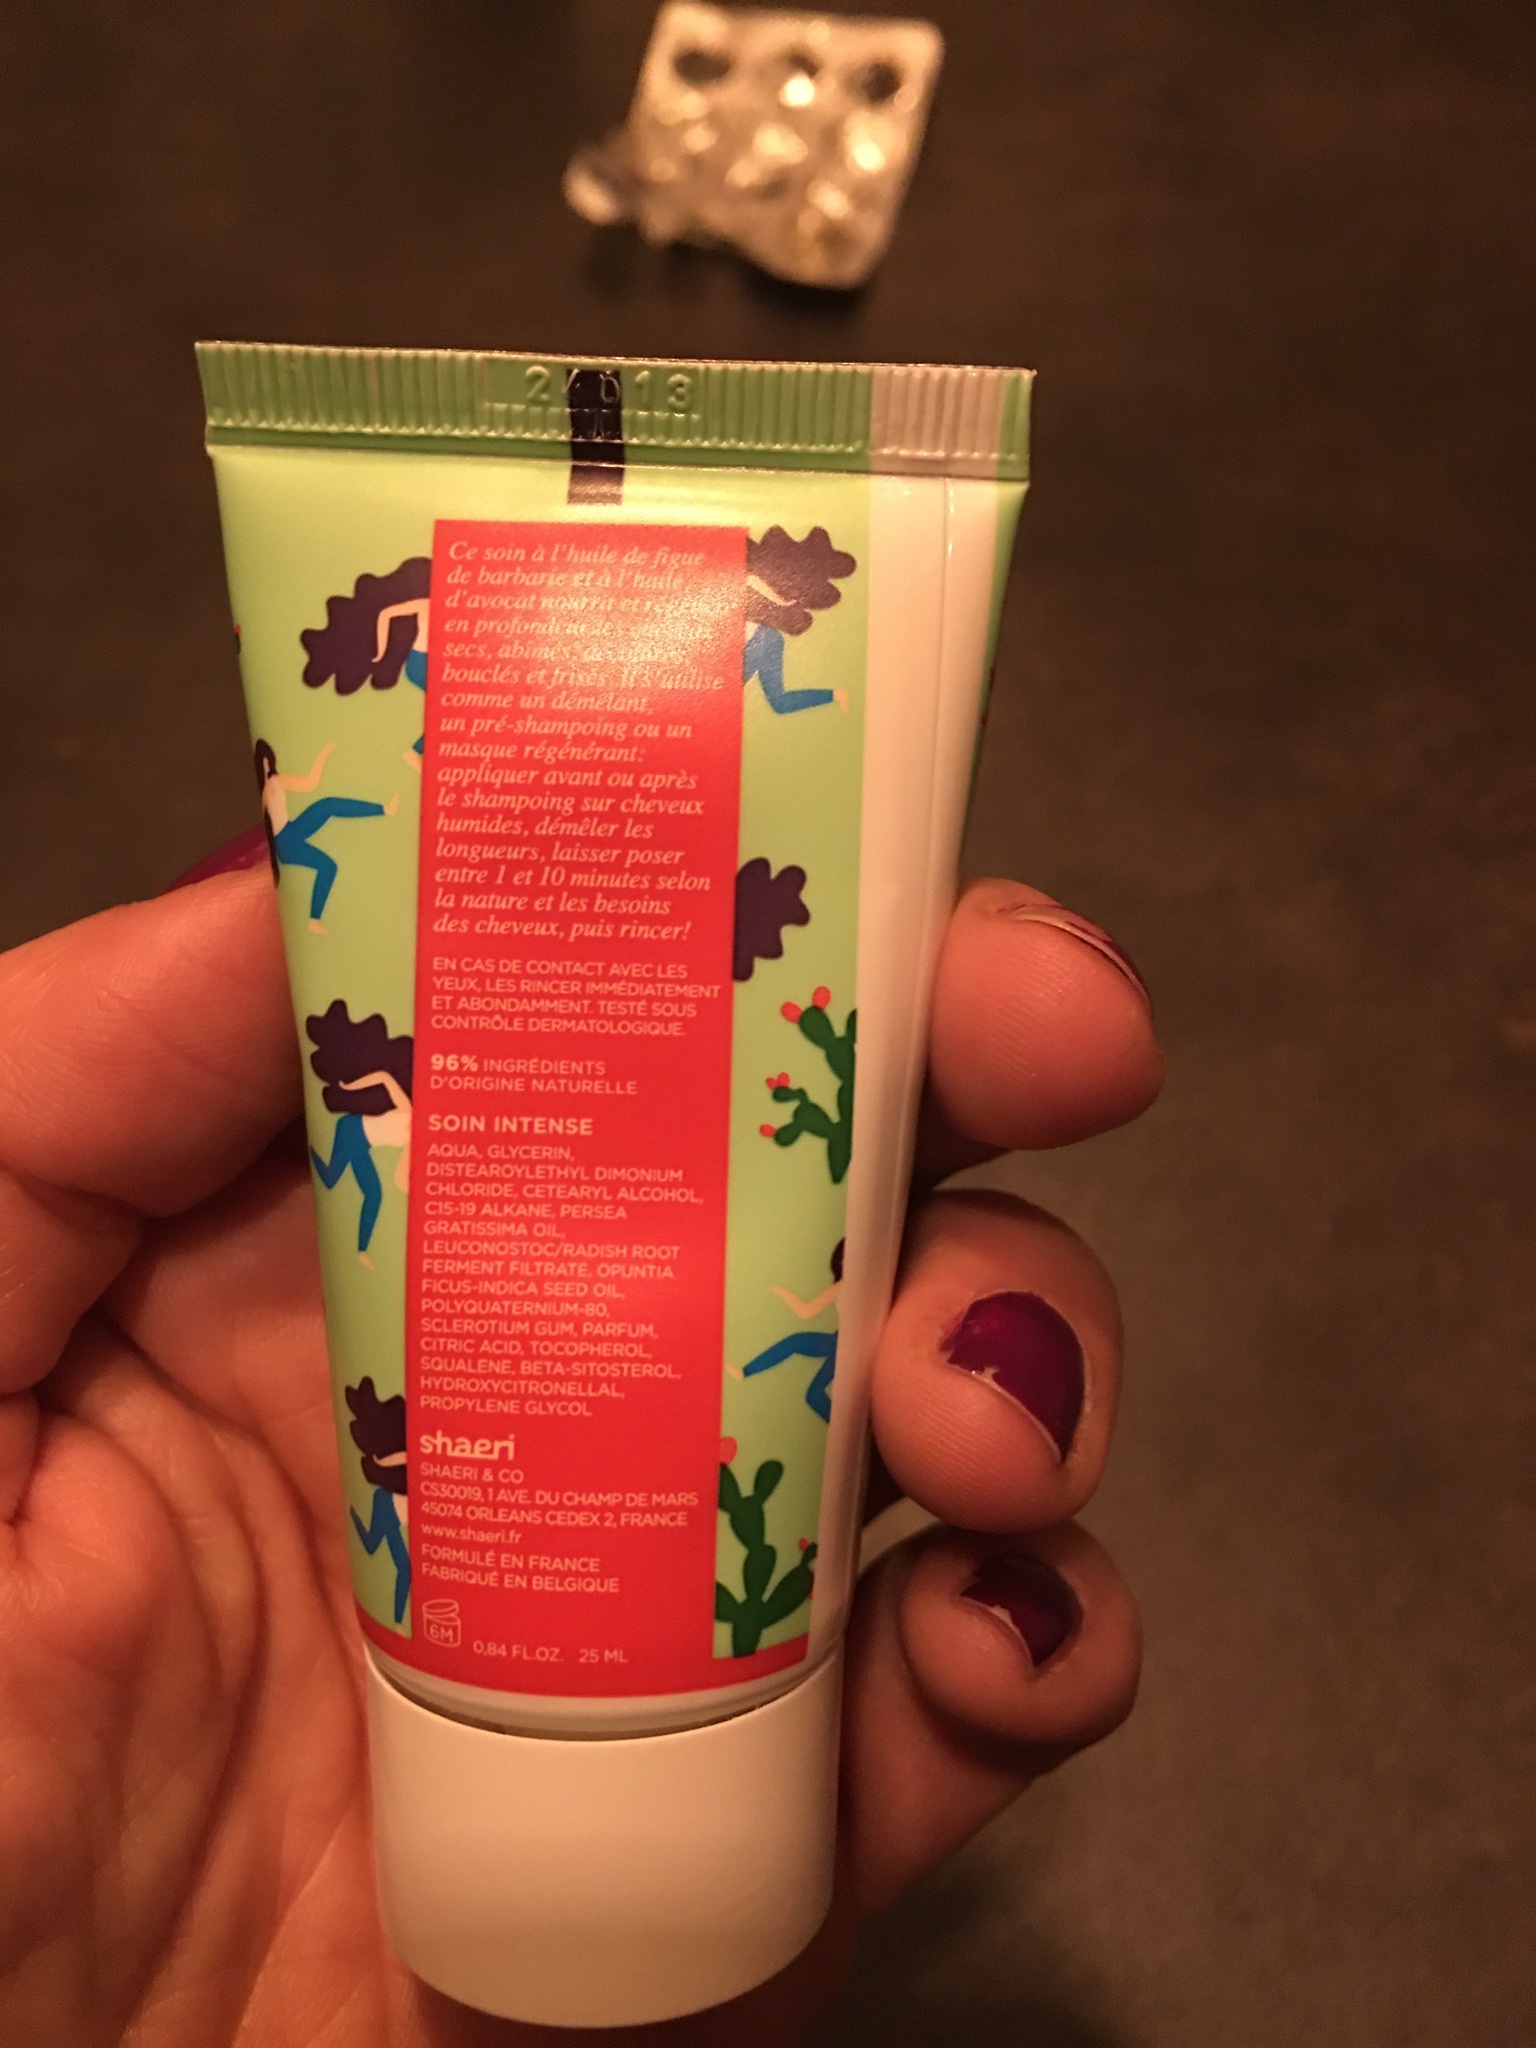 Ce soin à l'huile de figue
de barbarie et à l'huile
d'avocat nourrit et
en profondeur
secs, abîmés,
bouclés et frisés. Il s'utilise
comme un démêlant,
un pré-shampoing ou un
masque régénérant:
appliquer avant ou après
le shampoing sur cheveux
humides, démêler les
longueurs, laisser poser
entre 1 et 10 minutes selon
la nature et les besoins
des cheveux, puis rincer!
EN CAS DE CONTACT AVEC LES
YEUX, LES RINCER IMMÉDIATEMENT
ET ABONDAMMENT. TESTÉ SOUS
CONTRÔLE DERMATOLOGIQUE.
96% INGRÉDIENTS
D'ORIGINE NATURELLE
SOIN INTENSE
AQUA, GLYCERIN,
DISTEAROYLETHYL DIMONIUM
CHLORIDE, CETEARYL ALCOHOL,
C15-19 ALKANE, PERSEA
GRATISSIMA OIL,
LEUCONOSTOC/RADISH ROOT
FERMENT FILTRATE, OPUNTIA
FICUS-INDICA SEED OIL,
POLYQUATERNIUM-80,
SCLEROTIUM GUM, PARFUM,
CITRIC ACID, TOCOPHEROL,
SQUALENE, BETA-SITOSTEROL,
HYDROXYCITRONELLAL,
PROPYLENE GLYCOL
shaeri
SHAERI & CO
CS30019, 1 AVE. DU CHAMP DE MARS
45074 ORLEANS CEDEX 2, FRANCE
www.shaeri.fr
FORMULÉ EN FRANCE
FABRIQUÉ EN BELGIQUE
6M
0,84 FL.OZ. 25 ML